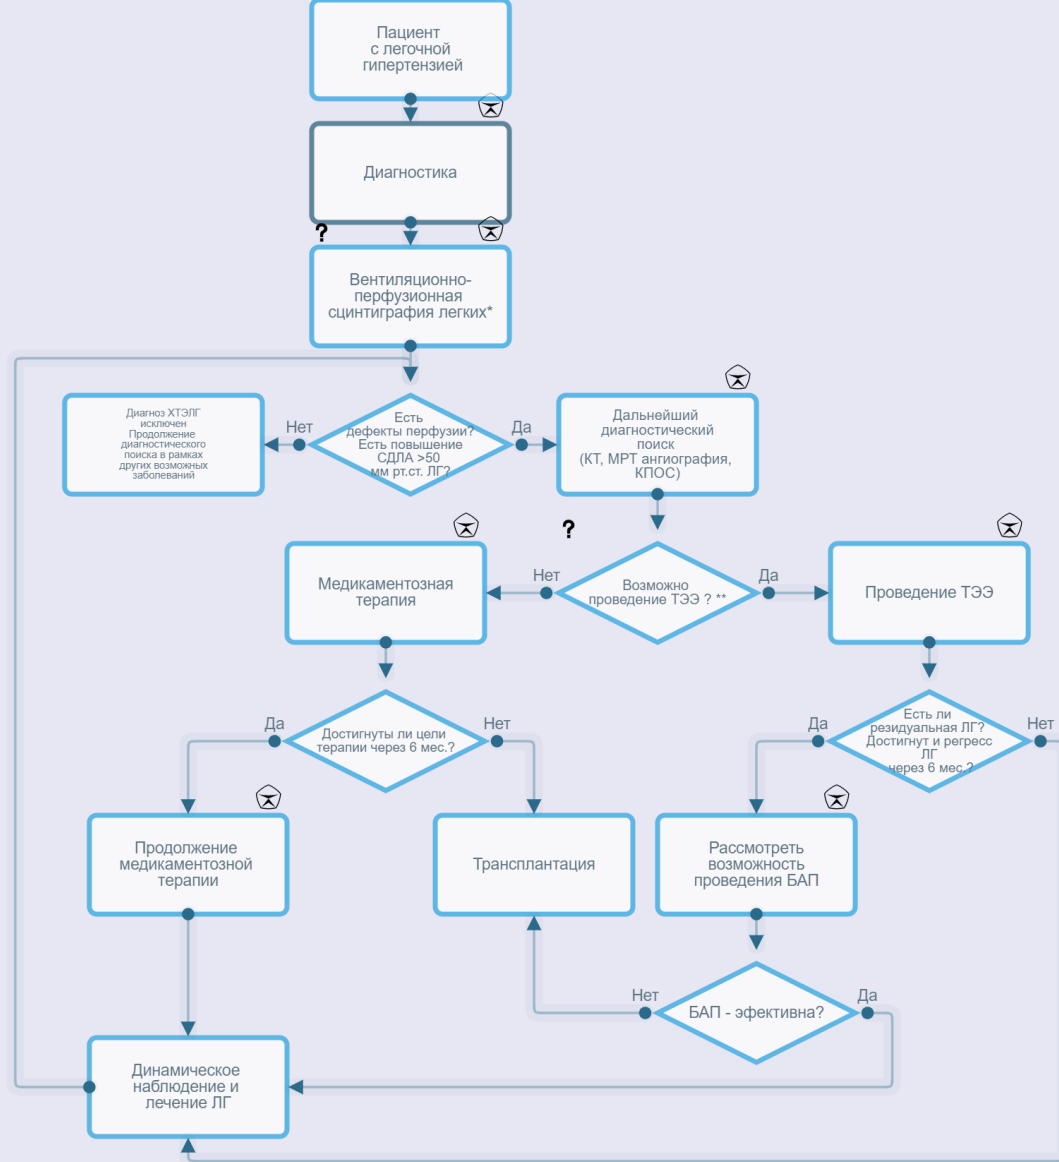 Пациент
с легочной
гипертензией
Диагностика
?
Вентиляционно-
перфузионная
сцинтиграфия легких*
Диагноз ХТЭЛГ
исключен
Продолжение
диагностического
поиска в рамках
других возможных
заболеваний
Нет
Есть
дефекты перфузии?
Есть повышение
СДЛА >50
мм рт.ст. ЛГ?
Да
Дальнейший
диагностический
поиск
(КТ, МРТ ангиография,
КПОС)
?
Медикаментозная
терапия
Нет
Возможно
проведение ТЭЭ ? **
Да
Проведение ТЭЭ
Да
Достигнуты ли цели
терапии через 6 мес.?
Нет
Да
Есть ли
резидуальная ЛГ?
Достигнут и регресс
ЛГ
через 6 мес.?
Нет
Продолжение
медикаментозной
терапии
Трансплантация
Рассмотреть
возможность
проведения БАП
Нет
БАП - эфективна?
Да
Динамическое
наблюдение и
лечение ЛГ